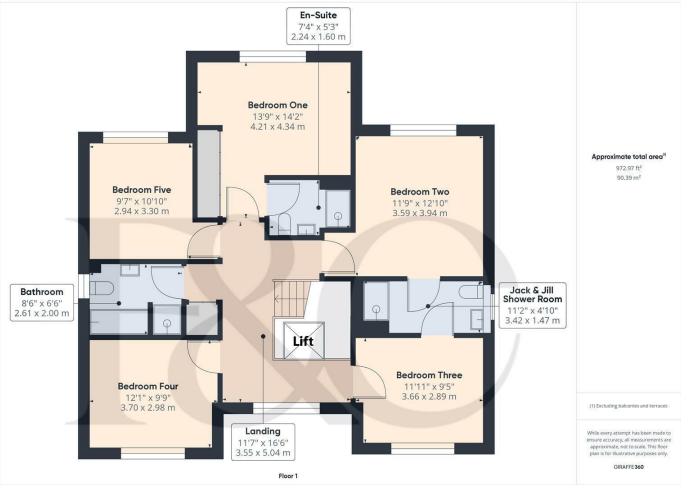 En-Suite
7'4" x 5'3"
2.24 x 1.60 m
Bedroom One
13'9" x 14'2"
4.21 x 4.34 m
Bedroom Five
9'7" x 10'10"
2.94 x 3.30 m
Bedroom Two
11'9" x 12'10"
3.59 x 3.94 m
Bathroom
8'6" x 6'6"
2.61 x 2.00 m
Jack & Jill
Shower Room
11'2" x 4'10"
3.42 x 1.47 m
Lift
Bedroom Four
12'1" x 9'9"
3.70 x 2.98 m
Bedroom Three
11'11" x 9'5"
3.66 x 2.89 m
Landing
11'7" x 16'6"
3.55 x 5.04 m
Floor 1
F&C
Approximate total area⁽¹⁾
972.97 ft²
90.39 m²
(1) Excluding balconies and terraces
While every attempt has been made to
ensure accuracy, all measurements are
approximate, not to scale. This floor
plan is for illustrative purposes only.
GIRAFFE360